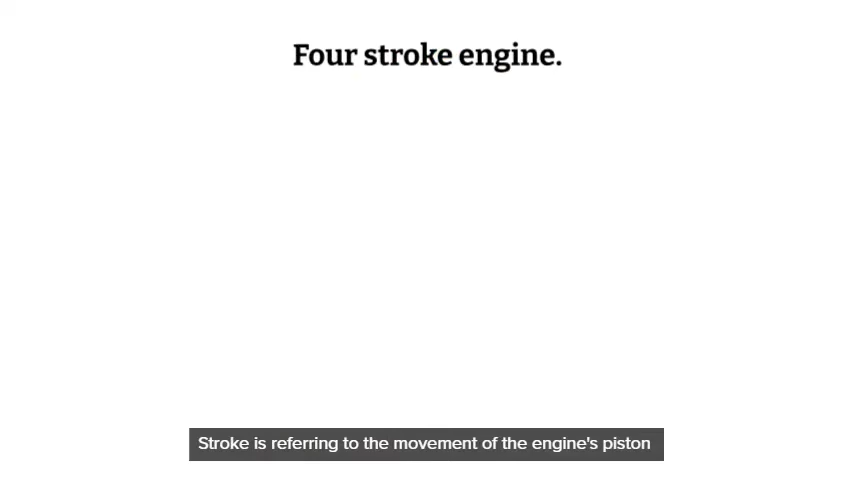 Four stroke engine.
Stroke is referring to the movement of the engine's piston